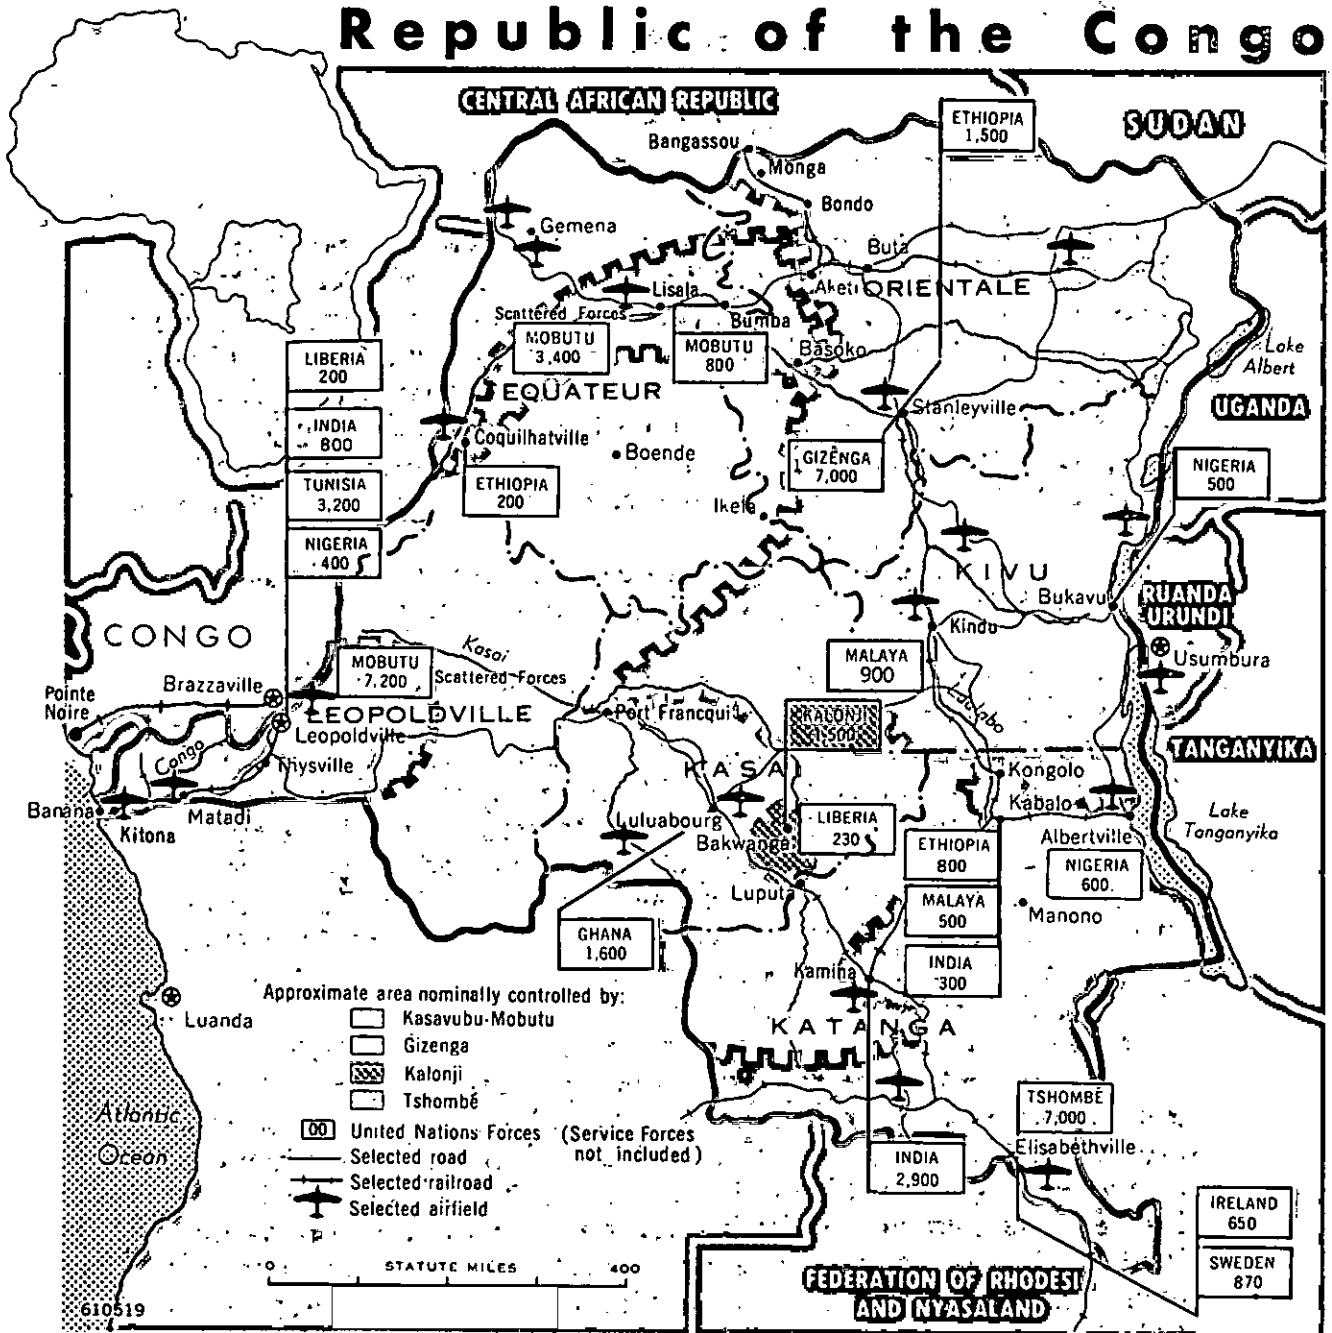 Republic of the Congo
CENTRAL AFRICAN REPUBLIC
SUDAN
ETHIOPIA
1,500
Bangassou
Monga
Bondo
Gemena
Buta
Aketi
ORIENTALE
Lisala
Bumba
Scattered Forces
MOBUTU
3,400
MOBUTU
800
Basoko
Lake
Albert
LIBERIA
200
EQUATEUR
UGANDA
Stanleyville
INDIA
800
Coquilhatville
Boende
GIZENGA
7,000
NIGERIA
500
TUNISIA
3,200
ETHIOPIA
200
Ikela
NIGERIA
400
KIVU
Bukavu
RUANDA
URUNDI
CONGO
Kindu
Usumbura
Kasai
MALAYA
900
MOBUTU
7,200
Scattered Forces
Pointe
Noire
Brazzaville
LEOPOLDVILLE
Leopoldville
Port Francqui
KALONJI
1,500
Lualaba
TANGANYIKA
Congo
Thysville
KASAI
Kongolo
Kabalo
Banana
Kitona
Matadi
Luluabourg
Bakwanga
LIBERIA
230
Albertville
Lake
Tanganyika
ETHIOPIA
800
NIGERIA
600
Luputa
MALAYA
500
Manono
GHANA
1,600
INDIA
300
Kamina
Luanda
KATANGA
Approximate area nominally controlled by:
Kasavubu-Mobutu
Gizenga
Kalonji
Tshombé
00 United Nations Forces (Service Forces
not included)
Selected road
Selected railroad
Selected airfield
Atlantic
Ocean
TSHOMBÉ
7,000
Elisabethville
INDIA
2,900
IRELAND
650
SWEDEN
870
0 STATUTE MILES 400
FEDERATION OF RHODESI
AND NYASALAND
610519